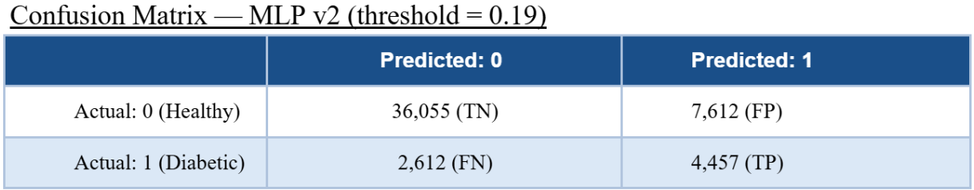 Confusion Matrix — MLP v2 (threshold = 0.19)
Predicted: 0 Predicted: 1
Actual: 0 (Healthy) 36,055 (TN) 7,612 (FP)
Actual: 1 (Diabetic) 2,612 (FN) 4,457 (TP)